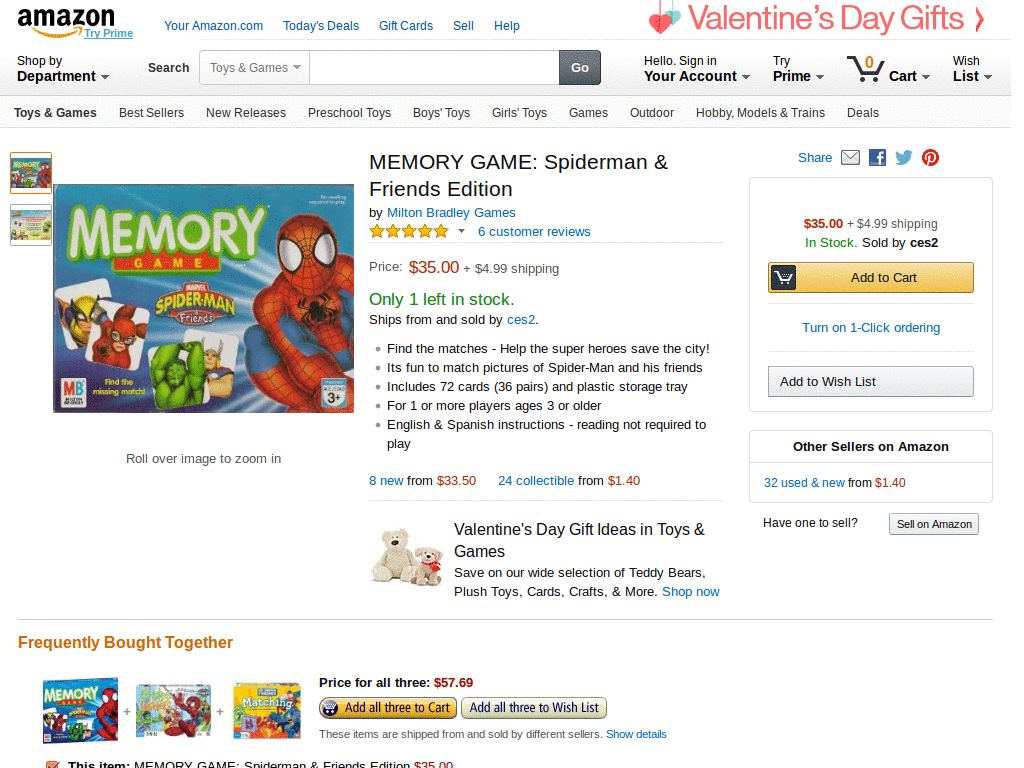 amazon
Try Prime
Your Amazon.com
Today's Deals
Gift Cards
Sell
Help
Valentine's Day Gifts
Shop by
Department
Search
Toys & Games
Go
Hello. Sign in
Your Account
Try
Prime
0
Cart
Wish
List
Toys & Games
Best Sellers
New Releases
Preschool Toys
Boys' Toys
Girls' Toys
Games
Outdoor
Hobby, Models & Trains
Deals
MEMORY
GAME
MARVEL
SPIDER-MAN
& Friends
MB
Find the
missing match!
3+
Roll over image to zoom in
MEMORY GAME: Spiderman &
Friends Edition
by Milton Bradley Games
6 customer reviews
Price: $35.00 + $4.99 shipping
Only 1 left in stock.
Ships from and sold by ces2.
Find the matches - Help the super heroes save the city!
Its fun to match pictures of Spider-Man and his friends
Includes 72 cards (36 pairs) and plastic storage tray
For 1 or more players ages 3 or older
English & Spanish instructions - reading not required to
play
8 new from $33.50
24 collectible from $1.40
Valentine's Day Gift Ideas in Toys &
Games
Save on our wide selection of Teddy Bears,
Plush Toys, Cards, Crafts, & More. Shop now
Share
$35.00 + $4.99 shipping
In Stock. Sold by ces2
Add to Cart
Turn on 1-Click ordering
Add to Wish List
Other Sellers on Amazon
32 used & new from $1.40
Have one to sell?
Sell on Amazon
Frequently Bought Together
MEMORY
Matching
+
+
Price for all three: $57.69
Add all three to Cart
Add all three to Wish List
These items are shipped from and sold by different sellers. Show details
This item: MEMORY GAME: Spiderman & Friends Edition $35.00